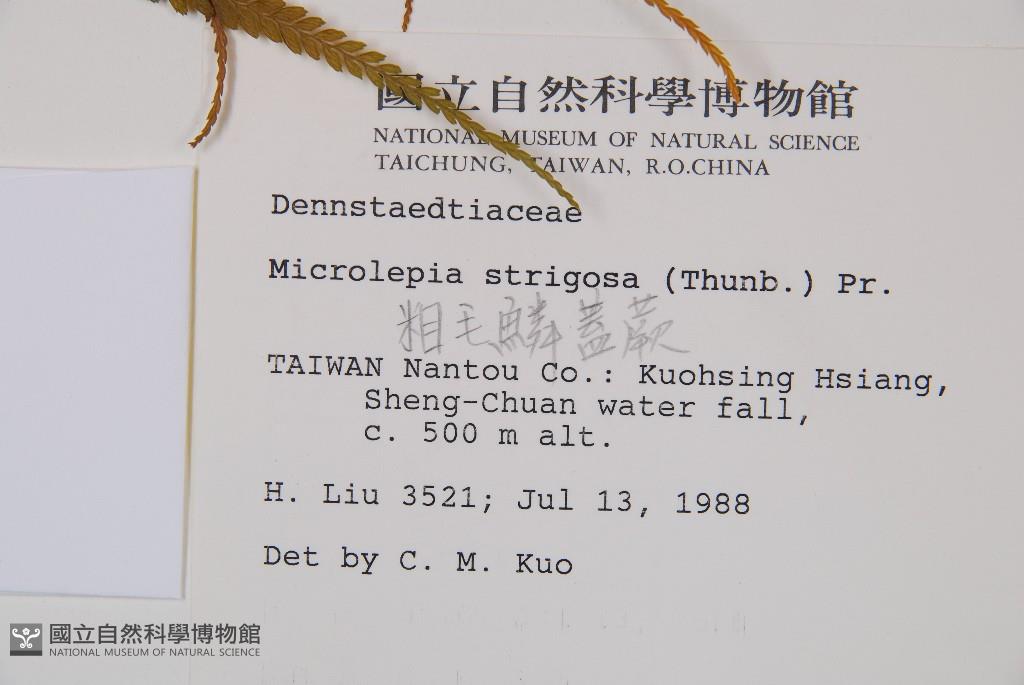 國立自然科學博物館
NATIONAL MUSEUM OF NATURAL SCIENCE
TAICHUNG, TAIWAN, R.O.CHINA
Dennstaedtiaceae
Microlepia strigosa (Thunb.) Pr.
粗毛鱗蓋蕨
TAIWAN Nantou Co.: Kuohsing Hsiang,
Sheng-Chuan water fall,
c. 500 m alt.
H. Liu 3521; Jul 13, 1988
Det by C. M. Kuo
國立自然科學博物館
NATIONAL MUSEUM OF NATURAL SCIENCE